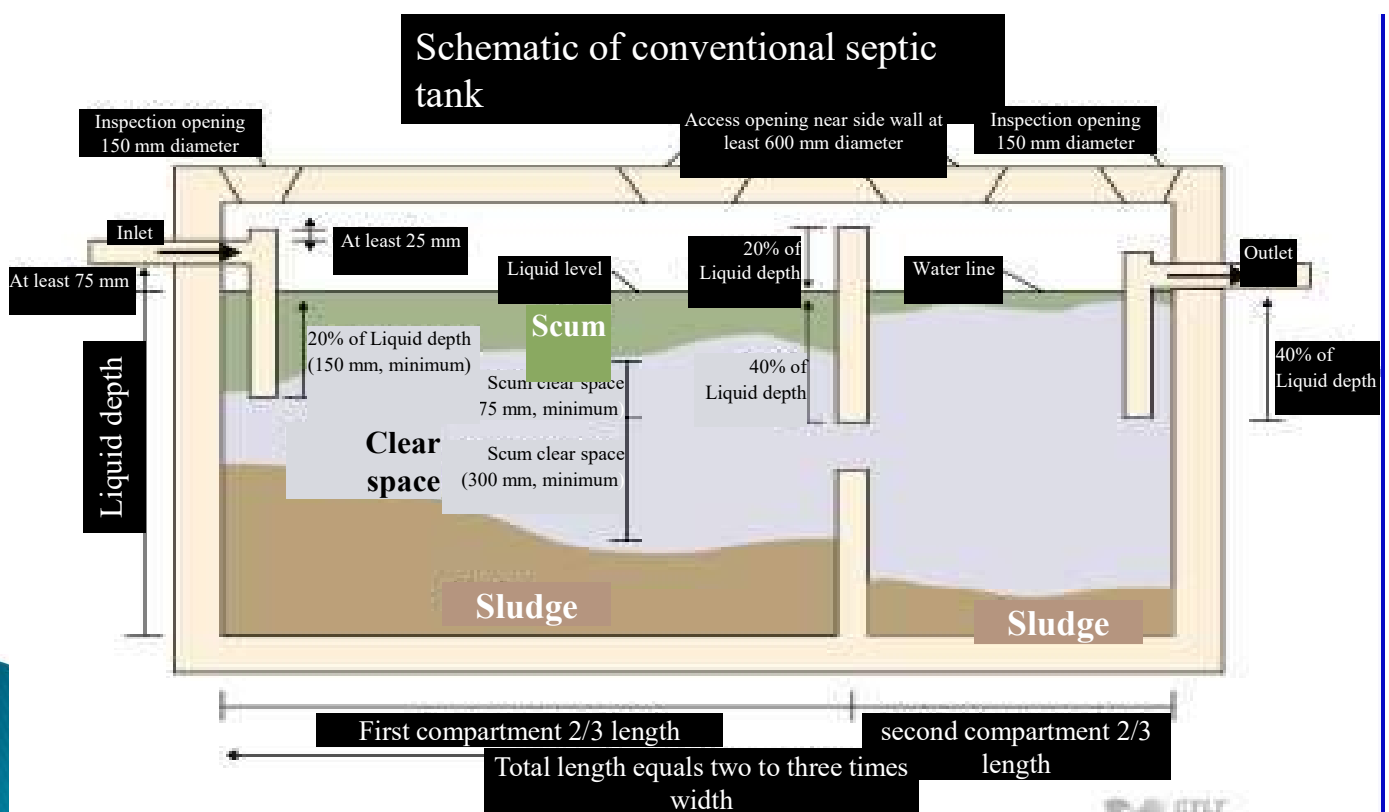 Schematic of conventional septic
tank
Inspection opening
150 mm diameter
Access opening near side wall at
least 600 mm diameter
Inspection opening
150 mm diameter
Inlet
At least 25 mm
At least 75 mm
Liquid level
20% of
Liquid depth
Water line
Outlet
Scum
20% of Liquid depth
(150 mm, minimum)
Scum clear space
75 mm, minimum)
40% of
Liquid depth
40% of
Liquid depth
Liquid depth
Clear
space
Scum clear space
(300 mm, minimum)
Sludge
Sludge
First compartment 2/3 length
second compartment 2/3
length
Total length equals two to three times
width